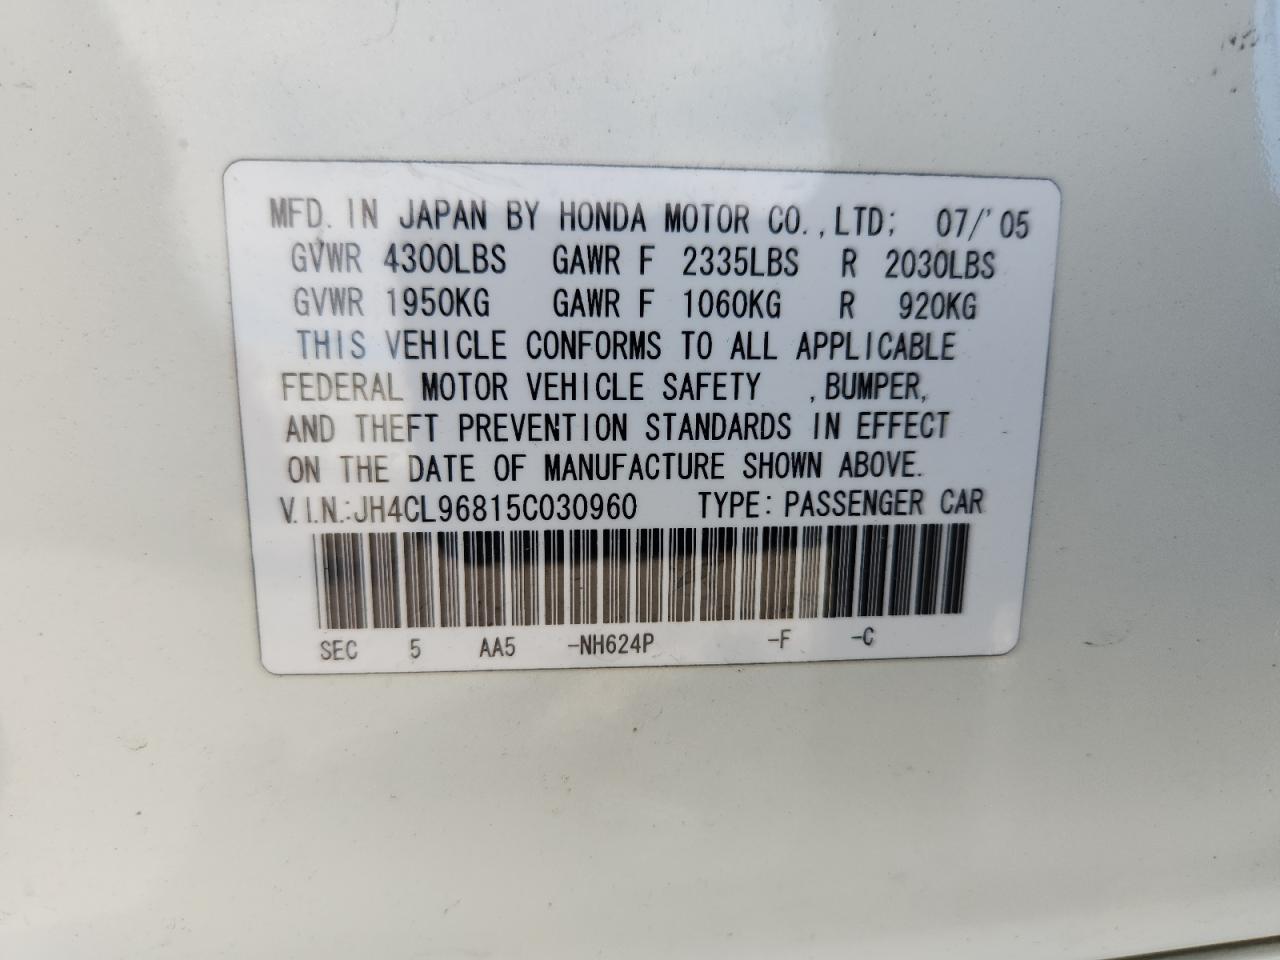 MFD. IN JAPAN BY HONDA MOTOR CO.,LTD; 07/'05
GVWR 4300LBS GAWR F 2335LBS R 2030LBS
GVWR 1950KG GAWR F 1060KG R 920KG
THIS VEHICLE CONFORMS TO ALL APPLICABLE
FEDERAL MOTOR VEHICLE SAFETY ,BUMPER,
AND THEFT PREVENTION STANDARDS IN EFFECT
ON THE DATE OF MANUFACTURE SHOWN ABOVE.
V.I.N.:JH4CL96815C030960 TYPE:PASSENGER CAR
SEC 5 AA5 -NH624P -F -C